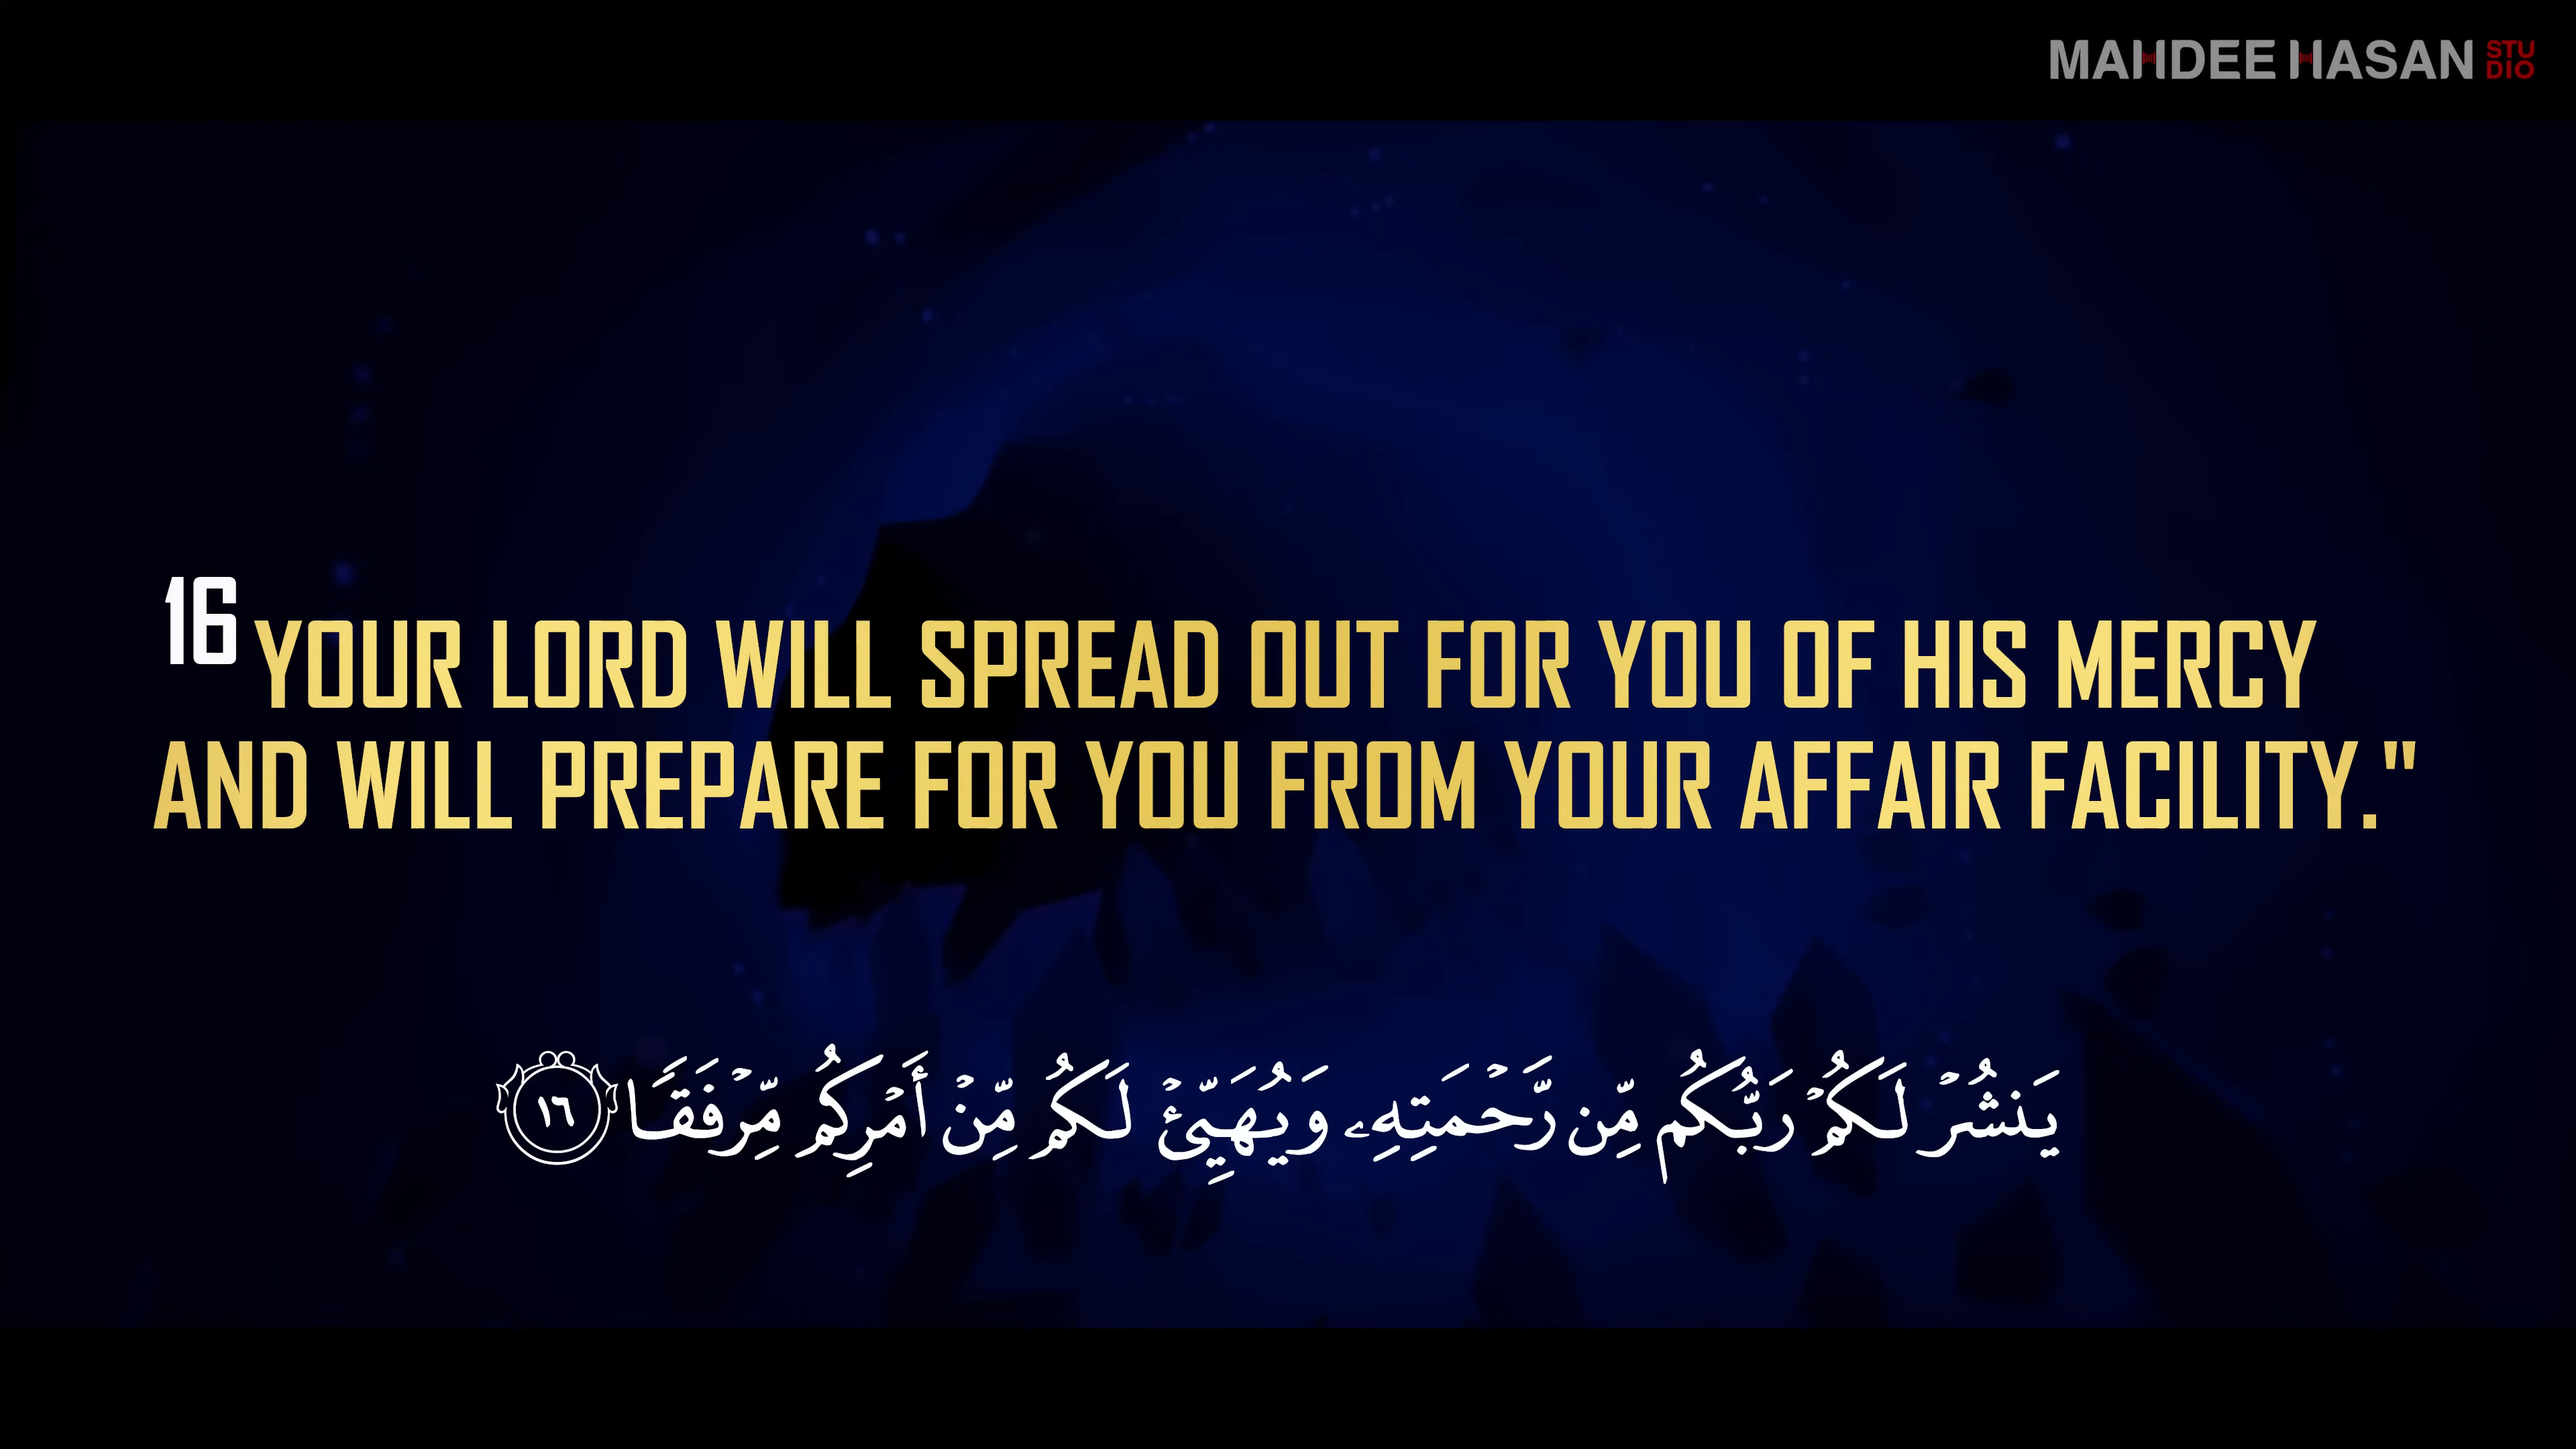 MAHDEE HASAN STUDIO
16 YOUR LORD WILL SPREAD OUT FOR YOU OF HIS MERCY
AND WILL PREPARE FOR YOU FROM YOUR AFFAIR FACILITY."
يَنشُرْ لَكُمْ رَبُّكُم مِّن رَّحْمَتِهِۦ وَيُهَيِّئْ لَكُم مِّنْ أَمْرِكُم مِّرْفَقًا ١٦